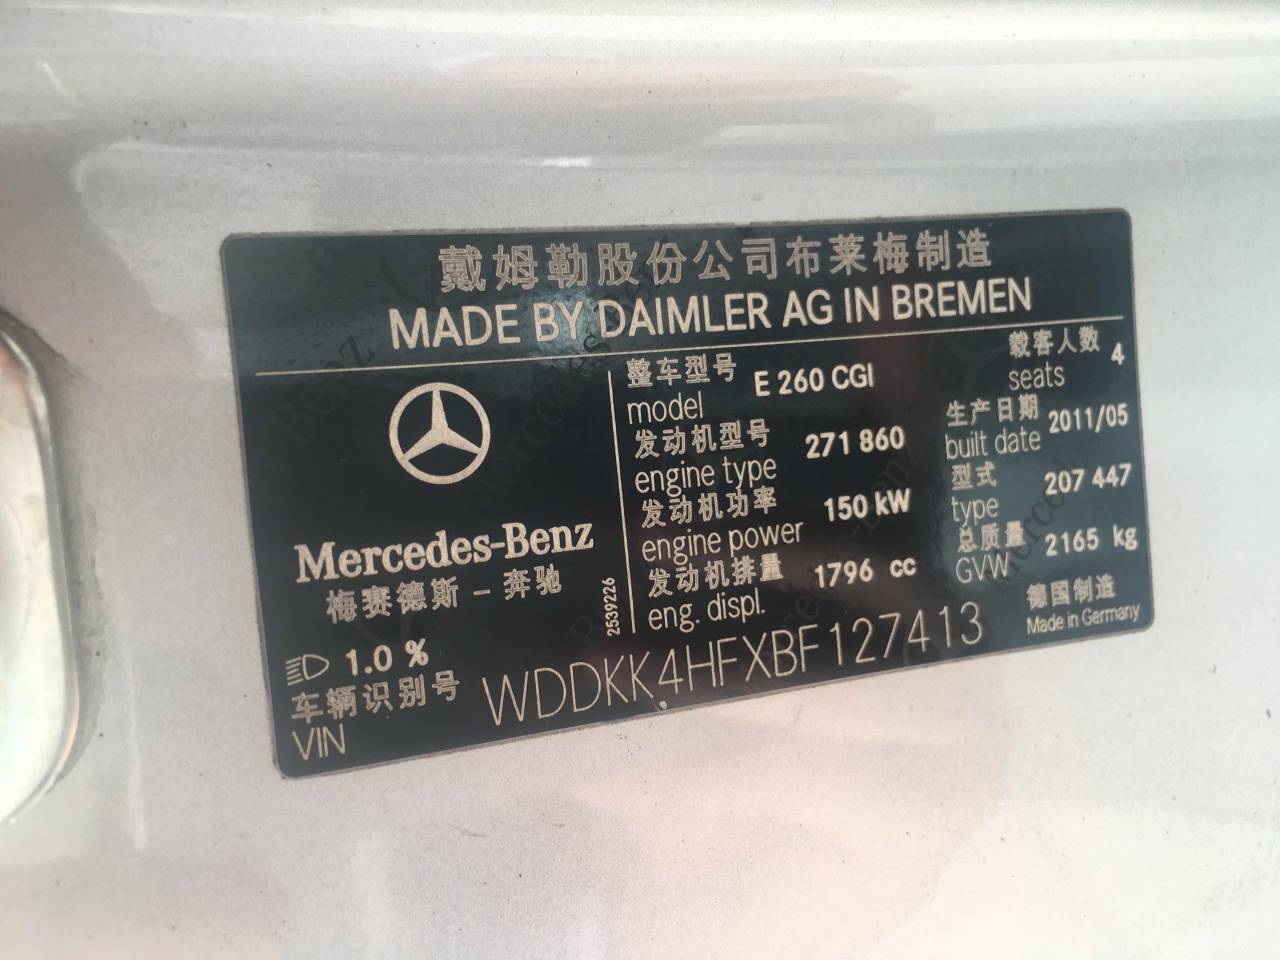 戴姆勒股份公司布莱梅制造
MADE BY DAIMLER AG IN BREMEN
Mercedes-Benz
梅赛德斯-奔驰
1.0 %
2539226
整车型号
model E 260 CGI
发动机型号
engine type 271 860
发动机功率
engine power 150 kW
发动机排量
eng. displ. 1796 cc
载客人数
seats 4
生产日期
built date 2011/05
型式
type 207 447
总质量
GVW 2165 kg
德国制造
Made in Germany
车辆识别号
VIN WDDKK4HFXBF127413